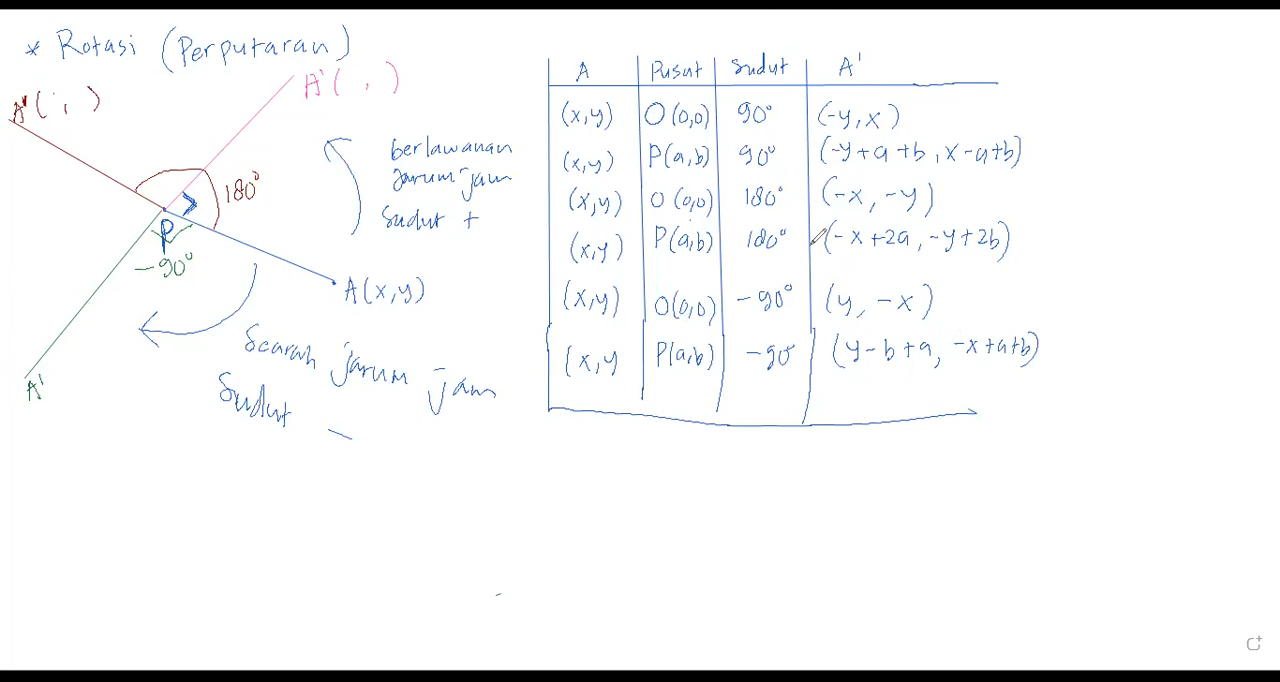 * Rotasi (Perputaran)
A'( , )
A"( , )
180°
berlawanan
jarum jam
sudut +
P
-90°
A(x,y)
Searah jarum jam
Sudut -
A'
A Pusat Sudut A'
(x,y) O(0,0) 90° (-y,x)
(x,y) P(a,b) 90° (-y+a+b, x-a+b)
(x,y) O(0,0) 180° (-x, -y)
(x,y) P(a,b) 180° (-x+2a, -y+2b)
(x,y) O(0,0) -90° (y, -x)
(x,y P(a,b) -90° (y-b+a, -x+a+b)